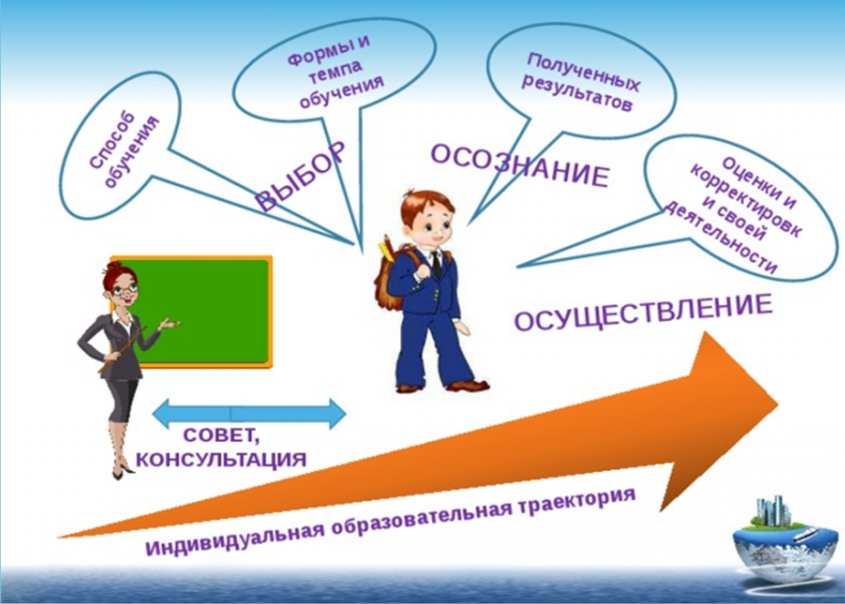 Способ
обучения
Формы и
темпа
обучения
ВЫБОР
Полученных
результатов
ОСОЗНАНИЕ
Оценки и
корректировк
и своей
деятельности
ОСУЩЕСТВЛЕНИЕ
СОВЕТ,
КОНСУЛЬТАЦИЯ
Индивидуальная образовательная траектория